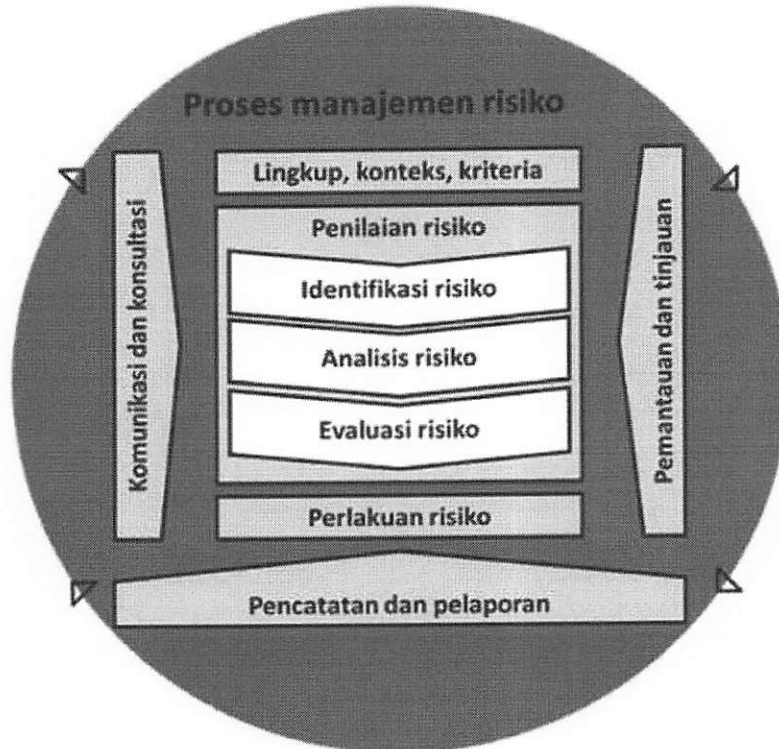 Proses manajemen risiko
Lingkup, konteks, kriteria
Komunikasi dan konsultasi
Penilaian risiko
Identifikasi risiko
Analisis risiko
Evaluasi risiko
Pemantauan dan tinjauan
Perlakuan risiko
Pencatatan dan pelaporan